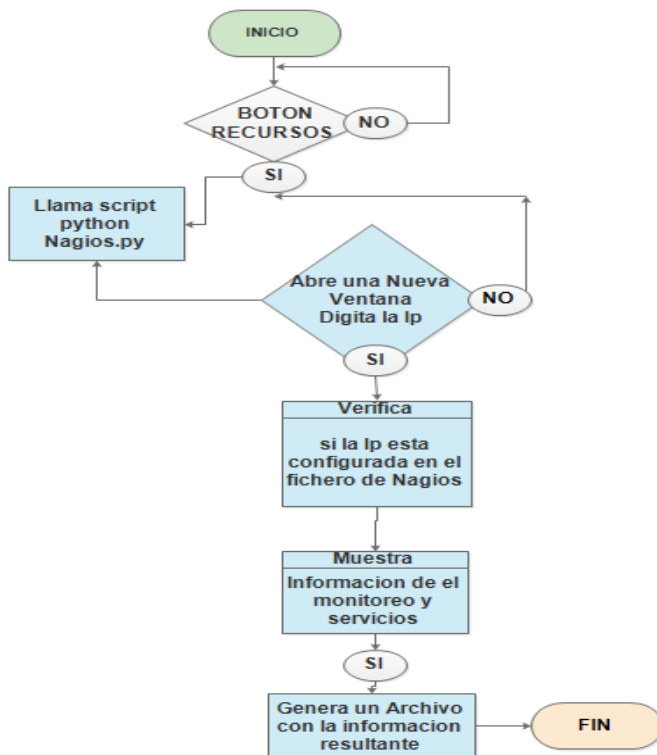 INICIO
BOTON
RECURSOS
NO
SI
Llama script
python
Nagios.py
Abre una Nueva
Ventana
Digita la Ip
NO
SI
Verifica
si la Ip esta
configurada en el
fichero de Nagios
Muestra
Informacion de el
monitoreo y
servicios
SI
Genera un Archivo
con la informacion
resultante
FIN